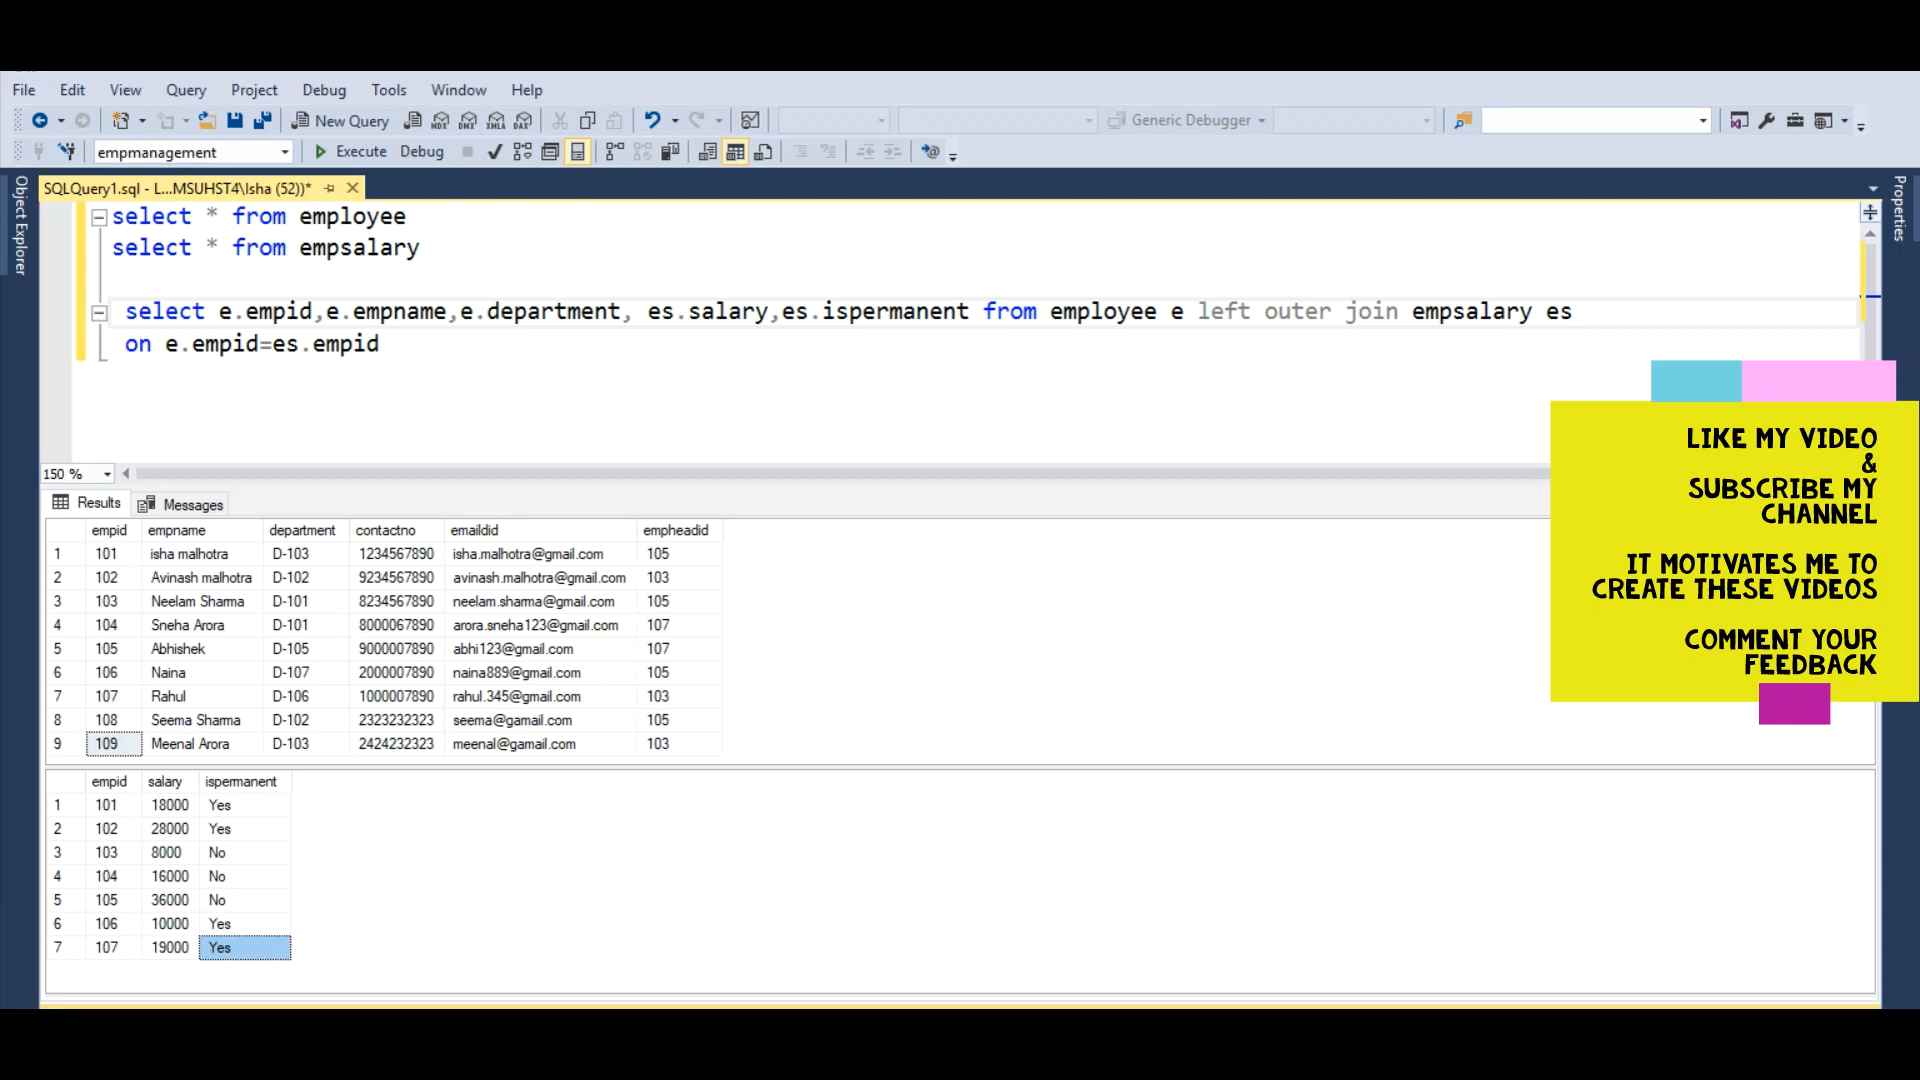 File Edit View Query Project Debug Tools Window Help
New Query MDX DMX XMLA DAX Generic Debugger
empmanagement Execute Debug
SQLQuery1.sql - L...MSUHST4\Isha (52))*
Object Explorer
Properties
select * from employee
select * from empsalary
select e.empid,e.empname,e.department, es.salary,es.ispermanent from employee e left outer join empsalary es
on e.empid=es.empid
LIKE MY VIDEO
&
SUBSCRIBE MY
CHANNEL
IT MOTIVATES ME TO
CREATE THESE VIDEOS
COMMENT YOUR
FEEDBACK
150 %
Results Messages
empid empname department contactno emaildid empheadid
1 101 isha malhotra D-103 1234567890 isha.malhotra@gmail.com 105
2 102 Avinash malhotra D-102 9234567890 avinash.malhotra@gmail.com 103
3 103 Neelam Sharma D-101 8234567890 neelam.sharma@gmail.com 105
4 104 Sneha Arora D-101 8000067890 arora.sneha123@gmail.com 107
5 105 Abhishek D-105 9000007890 abhi123@gmail.com 107
6 106 Naina D-107 2000007890 naina889@gmail.com 105
7 107 Rahul D-106 1000007890 rahul.345@gmail.com 103
8 108 Seema Sharma D-102 2323232323 seema@gamail.com 105
9 109 Meenal Arora D-103 2424232323 meenal@gamail.com 103
empid salary ispermanent
1 101 18000 Yes
2 102 28000 Yes
3 103 8000 No
4 104 16000 No
5 105 36000 No
6 106 10000 Yes
7 107 19000 Yes